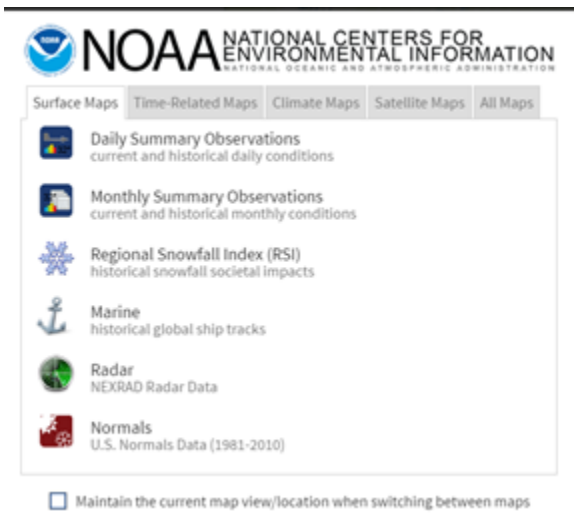 NOAA NATIONAL CENTERS FOR
ENVIRONMENTAL INFORMATION
NATIONAL OCEANIC AND ATMOSPHERIC ADMINISTRATION
Surface Maps Time-Related Maps Climate Maps Satellite Maps All Maps
Daily Summary Observations
current and historical daily conditions
Monthly Summary Observations
current and historical monthly conditions
Regional Snowfall Index (RSI)
historical snowfall societal impacts
Marine
historical global ship tracks
Radar
NEXRAD Radar Data
Normals
U.S. Normals Data (1981-2010)
Maintain the current map view/location when switching between maps